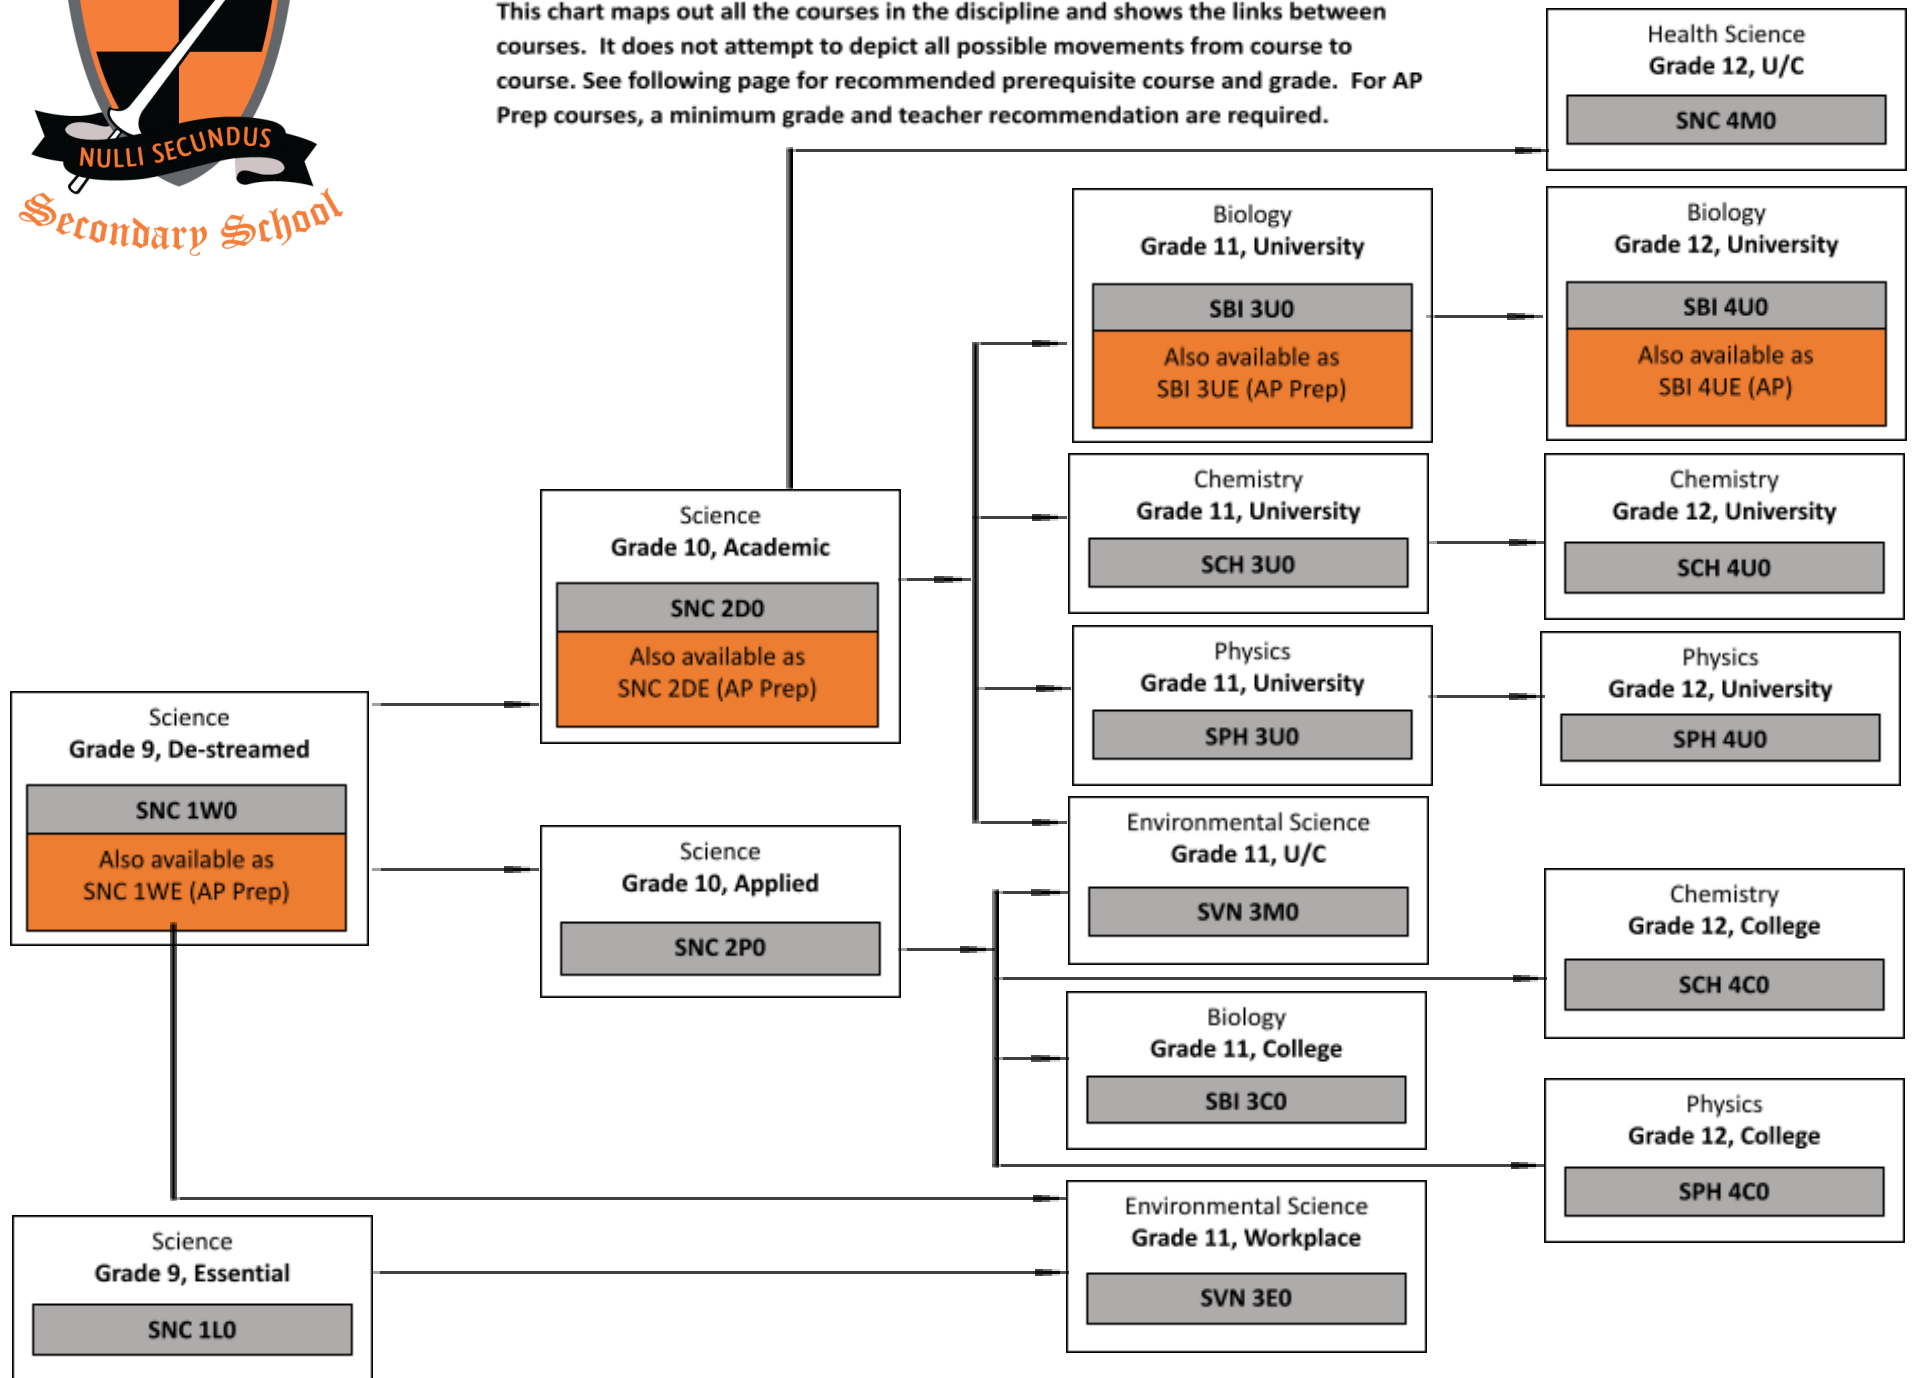 NULLI SECUNDUS
Secondary School
This chart maps out all the courses in the discipline and shows the links between
courses.  It does not attempt to depict all possible movements from course to
course. See following page for recommended prerequisite course and grade.  For AP
Prep courses, a minimum grade and teacher recommendation are required.
Science
Grade 9, De-streamed
SNC 1W0
Also available as
SNC 1WE (AP Prep)
Science
Grade 9, Essential
SNC 1L0
Science
Grade 10, Academic
SNC 2D0
Also available as
SNC 2DE (AP Prep)
Science
Grade 10, Applied
SNC 2P0
Biology
Grade 11, University
SBI 3U0
Also available as
SBI 3UE (AP Prep)
Chemistry
Grade 11, University
SCH 3U0
Physics
Grade 11, University
SPH 3U0
Environmental Science
Grade 11, U/C
SVN 3M0
Biology
Grade 11, College
SBI 3C0
Environmental Science
Grade 11, Workplace
SVN 3E0
Health Science
Grade 12, U/C
SNC 4M0
Biology
Grade 12, University
SBI 4U0
Also available as
SBI 4UE (AP)
Chemistry
Grade 12, University
SCH 4U0
Physics
Grade 12, University
SPH 4U0
Chemistry
Grade 12, College
SCH 4C0
Physics
Grade 12, College
SPH 4C0